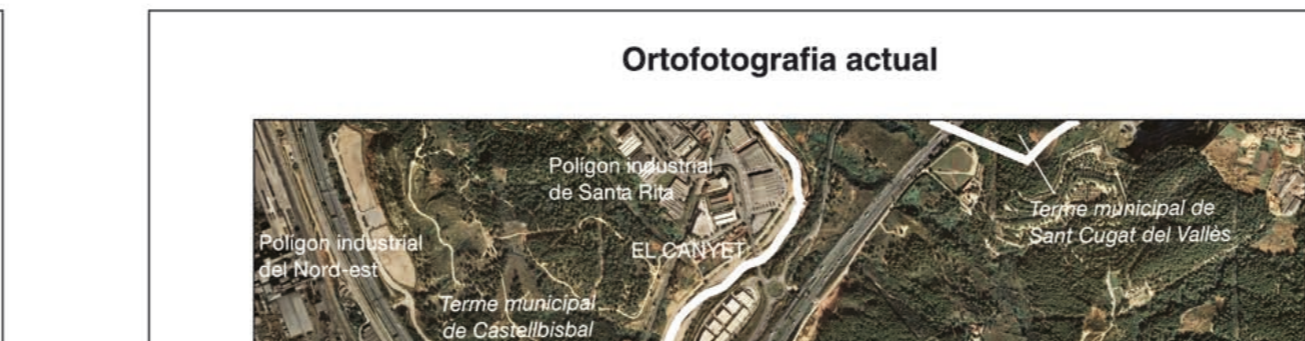 Ortofotografia actual
Polígon industrial
de Santa Rita
Terme municipal de
Sant Cugat del Vallès
Polígon industrial
del Nord-est
EL CANYET
Terme municipal
de Castellbisbal